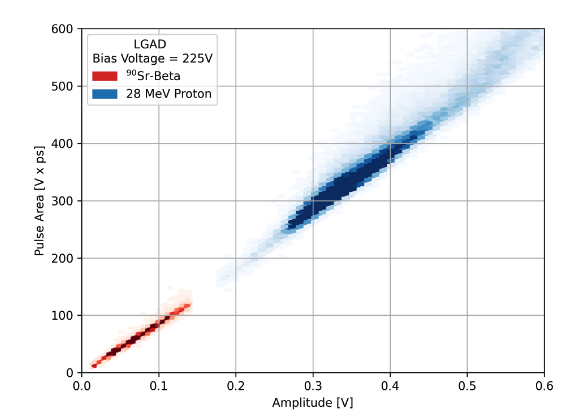 600
500
400
300
200
100
0
Pulse Area [V x ps]
LGAD
Bias Voltage = 225V
⁹⁰Sr-Beta
28 MeV Proton
0.0 0.1 0.2 0.3 0.4 0.5 0.6
Amplitude [V]